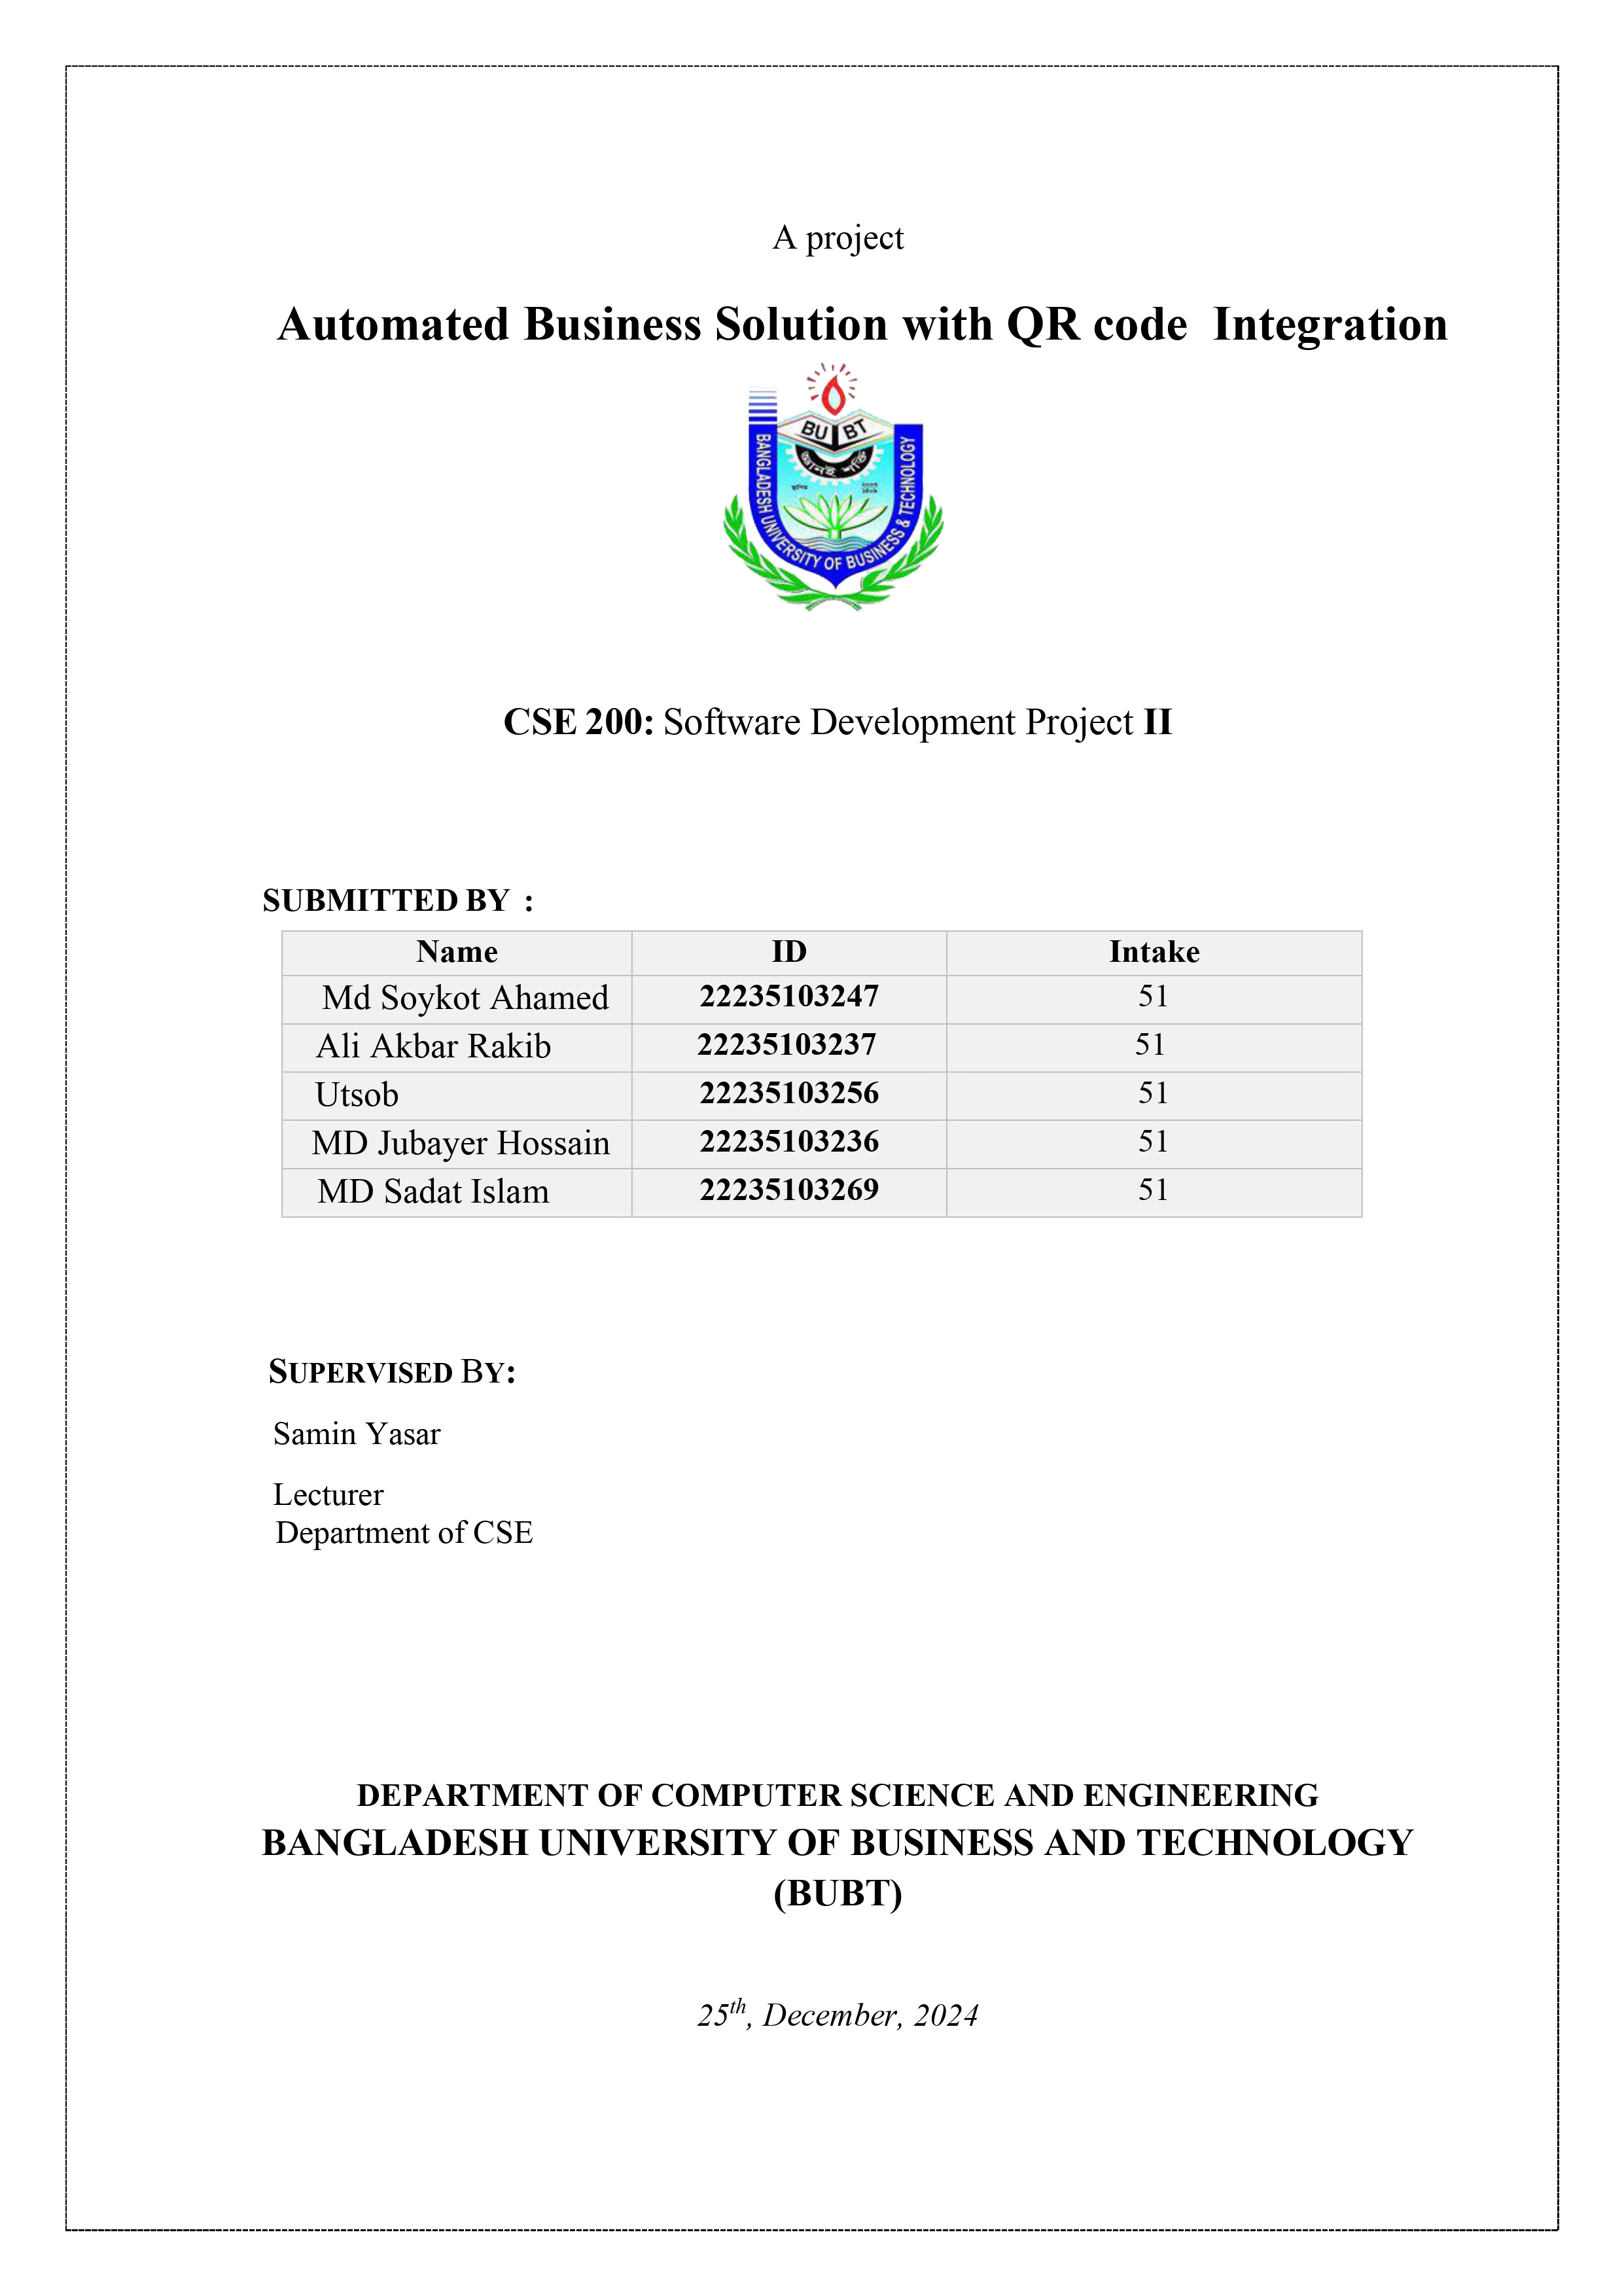 A project
Automated Business Solution with QR code Integration
BU BT
জ্ঞানই শক্তি
BANGLADESH UNIVERSITY OF BUSINESS & TECHNOLOGY
CSE 200: Software Development Project II
SUBMITTED BY :
Name ID Intake
Md Soykot Ahamed 22235103247 51
Ali Akbar Rakib 22235103237 51
Utsob 22235103256 51
MD Jubayer Hossain 22235103236 51
MD Sadat Islam 22235103269 51
SUPERVISED BY:
Samin Yasar
Lecturer
Department of CSE
DEPARTMENT OF COMPUTER SCIENCE AND ENGINEERING
BANGLADESH UNIVERSITY OF BUSINESS AND TECHNOLOGY
(BUBT)
25th, December, 2024